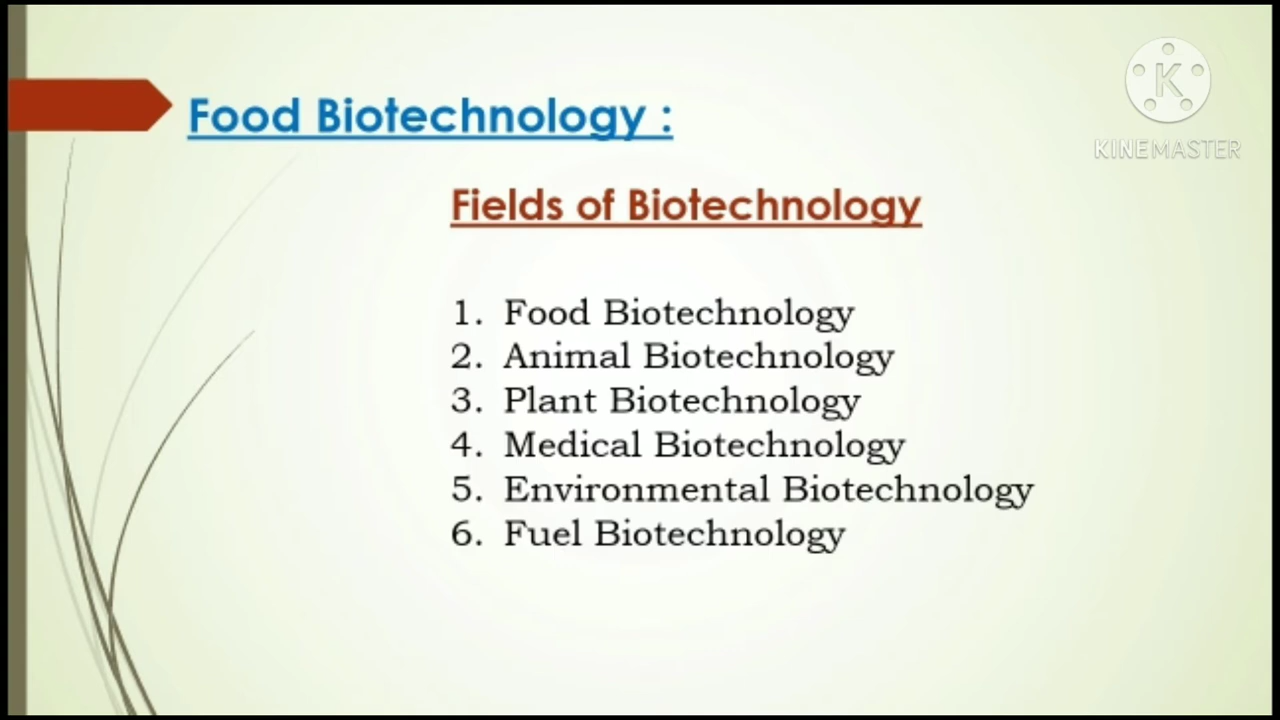 Food Biotechnology :
K
KINEMASTER
Fields of Biotechnology
1. Food Biotechnology
2. Animal Biotechnology
3. Plant Biotechnology
4. Medical Biotechnology
5. Environmental Biotechnology
6. Fuel Biotechnology